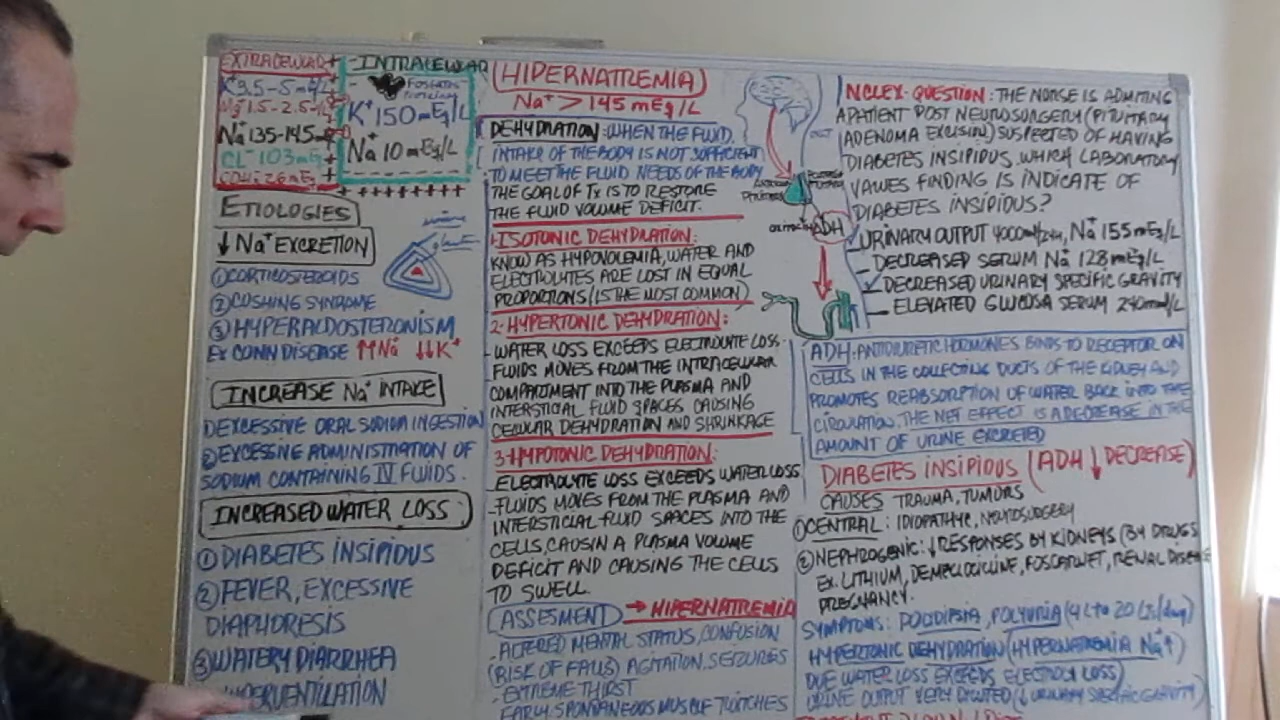 EXTRACELULAR
K+ 3.5-5 mEq/L
Mg 1.5-2.5
Na+ 135-145
CL- 103 mEq
INTRACELULAR
FOSFATES
K+ 150 mEq/L
Na+ 10 mEq/L
ETIOLOGIES
↓ Na+ EXCRETION
① CORTICOSTEROIDS
② CUSHING SYNDROME
③ HYPERALDOSTERONISM
EX CONN DISEASE ↑↑Na+ ↓↓K+
INCREASE Na+ INTAKE
① EXCESSIVE ORAL SODIUM INGESTION
② EXCESSIVE ADMINISTRATION OF
SODIUM CONTAINING IV FLUIDS.
INCREASED WATER LOSS
① DIABETES INSIPIDUS
② FEVER, EXCESSIVE
DIAPHORESIS
③ WATERY DIARRHEA
HIPERNATREMIA
Na+ > 145 mEq/L
DEHYDRATION: WHEN THE FLUID
INTAKE OF THE BODY IS NOT SUFFICIENT
TO MEET THE FLUID NEEDS OF THE BODY
THE GOAL OF TX IS TO RESTORE
THE FLUID VOLUME DEFICIT.
1-ISOTONIC DEHYDRATION:
KNOW AS HYPOVOLEMIA, WATER AND
ELECTROLYTES ARE LOST IN EQUAL
PROPORTIONS (IS THE MOST COMMON)
2-HYPERTONIC DEHYDRATION:
-WATER LOSS EXCEEDS ELECTROLYTE LOSS.
FLUIDS MOVES FROM THE INTRACELULAR
COMPARTMENT INTO THE PLASMA AND
INTERSTICIAL FLUID SPACES CAUSING
CELULAR DEHYDRATION AND SHRINKAGE
3-HYPOTONIC DEHYDRATION:
-ELECTROLYTE LOSS EXCEEDS WATER LOSS
-FLUIDS MOVES FROM THE PLASMA AND
INTERSTICIAL FLUID SPACES INTO THE
CELLS, CAUSIN A PLASMA VOLUME
DEFICIT AND CAUSING THE CELLS
TO SWELL.
ASSESMENT → HIPERNATREMIA
-ALTERED MENTAL STATUS, CONFUSION
(RISK OF FALLS) AGITATION, SEIZURES
-EXTREME THIRST
-EARLY: SPONTANEOUS MUSCLE TWITCHES
ADH
NCLEX-QUESTION: THE NURSE IS ADMITING
A PATIENT POST NEUROSURGERY (PITUITARY
ADENOMA EXCISION) SUSPECTED OF HAVING
DIABETES INSIPIDUS, WHICH LABORATORY
VALUES FINDING IS INDICATE OF
DIABETES INSIPIDUS?
URINARY OUTPUT 4000ml/24h, Na+ 155 mEq/L
- DECREASED SERUM Na+ 128 mEq/L
- DECREASED URINARY SPECIFIC GRAVITY
- ELEVATED GLUCOSA SERUM
ADH: ANTIDIURETIC HORMONES BINDS TO RECEPTOR ON
CELLS IN THE COLLECTING DUCTS OF THE KIDNEY AND
PROMOTES REABSORPTION OF WATER BACK INTO THE
CIRCULATION. THE NET EFFECT IS A DECREASE IN THE
AMOUNT OF URINE EXCRETED
DIABETES INSIPIDUS (ADH ↓ DECREASE)
CAUSES TRAUMA, TUMORS
① CENTRAL: IDIOPATHYC, NEUROSURGERY
② NEPHROGENIC: ↓ RESPONSES BY KIDNEYS (BY DRUGS
EX. LITHIUM, DEMECLOCICLINE, FOSCARNET, RENAL DISEASE
PREGNANCY.
SYMPTOMS: POLIDIPSIA, POLYURIA (4L to 20 Lts/day)
HYPERTONIC DEHYDRATION (HYPERNATREMIA Na+↑)
DUE WATER LOSS EXCEEDS ELECTROLY LOSS)
URINE OUTPUT VERY DILUTED (↓ URINARY SPECIFIC GRAVITY)